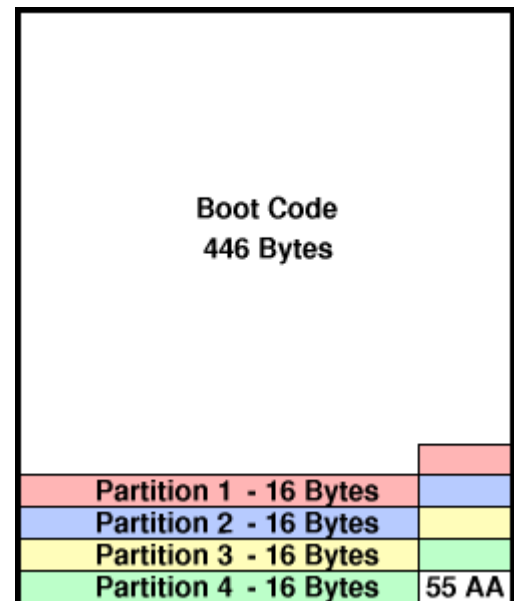 Boot Code
446 Bytes
Partition 1 - 16 Bytes
Partition 2 - 16 Bytes
Partition 3 - 16 Bytes
Partition 4 - 16 Bytes
55 AA